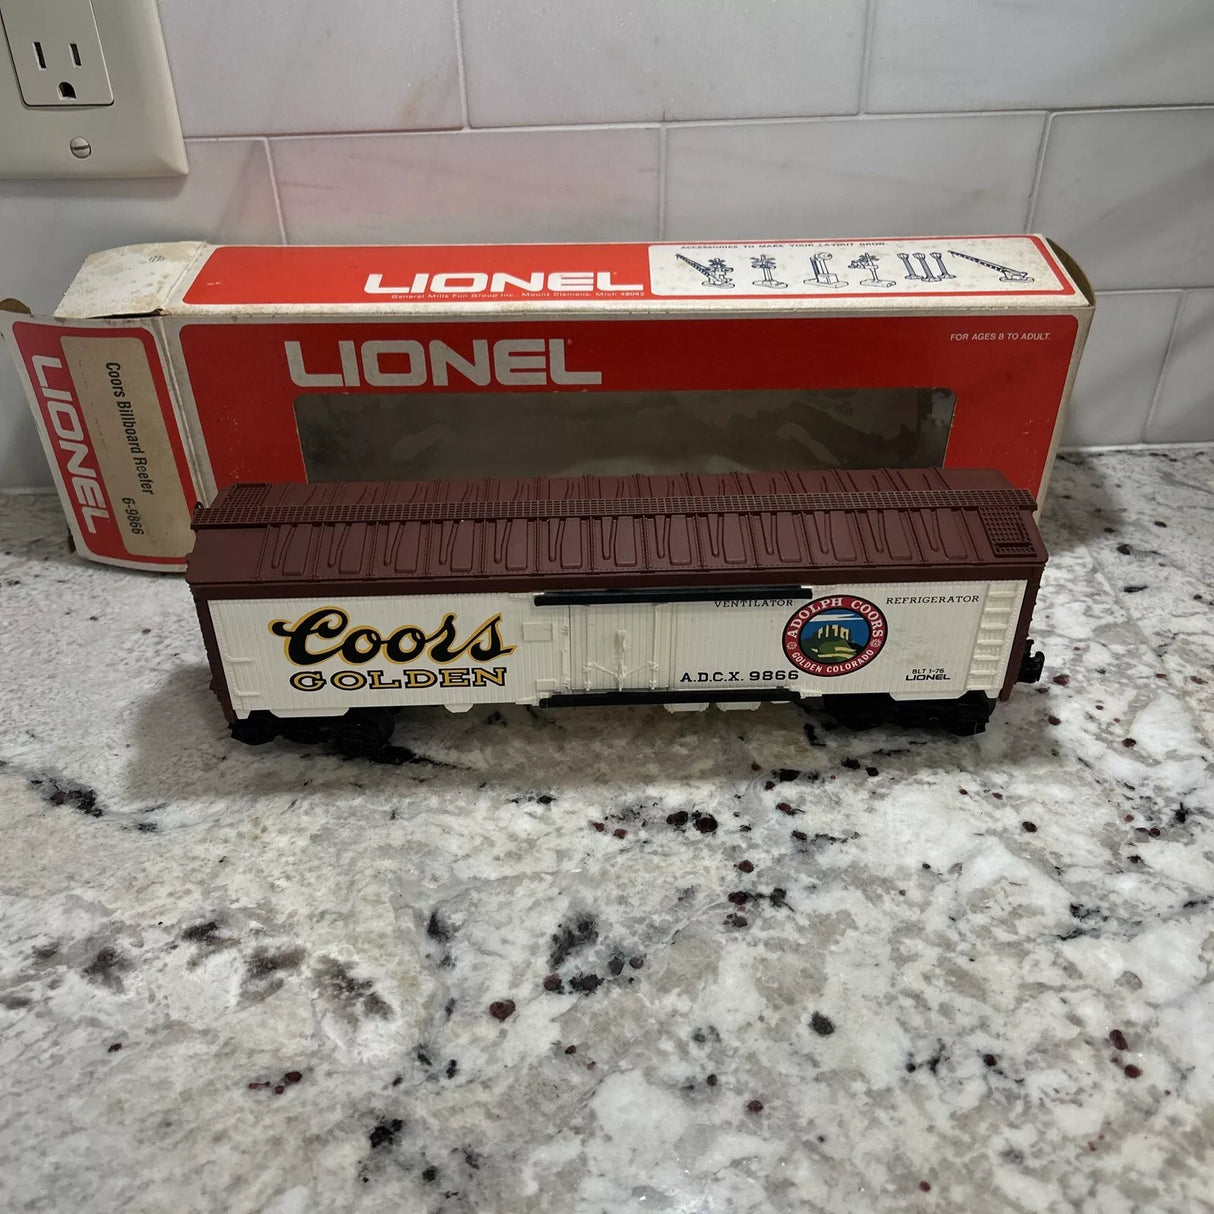 ACCESSORIES TO MAKE YOUR LAYOUT GROW
LIONEL
General Mills Fun Group Inc., Mount Clemens, Mich 48045
LIONEL
FOR AGES 8 TO ADULT.
LIONEL
Coors Billboard Reefer
6-9866
Coors
GOLDEN
VENTILATOR
REFRIGERATOR
ADOLPH COORS
GOLDEN COLORADO
A.D.C.X. 9866
BLT 1-76
LIONEL